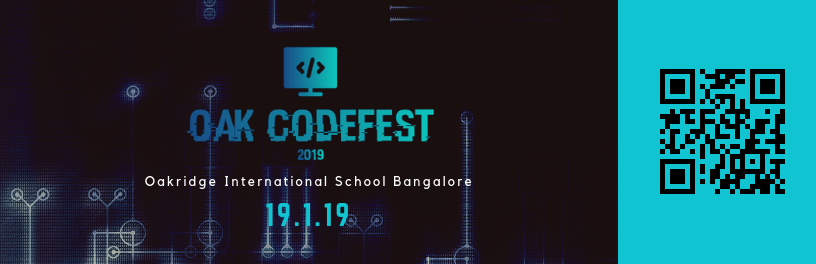 </>
OAK CODEFEST
2019
Oakridge International School Bangalore
19.1.19